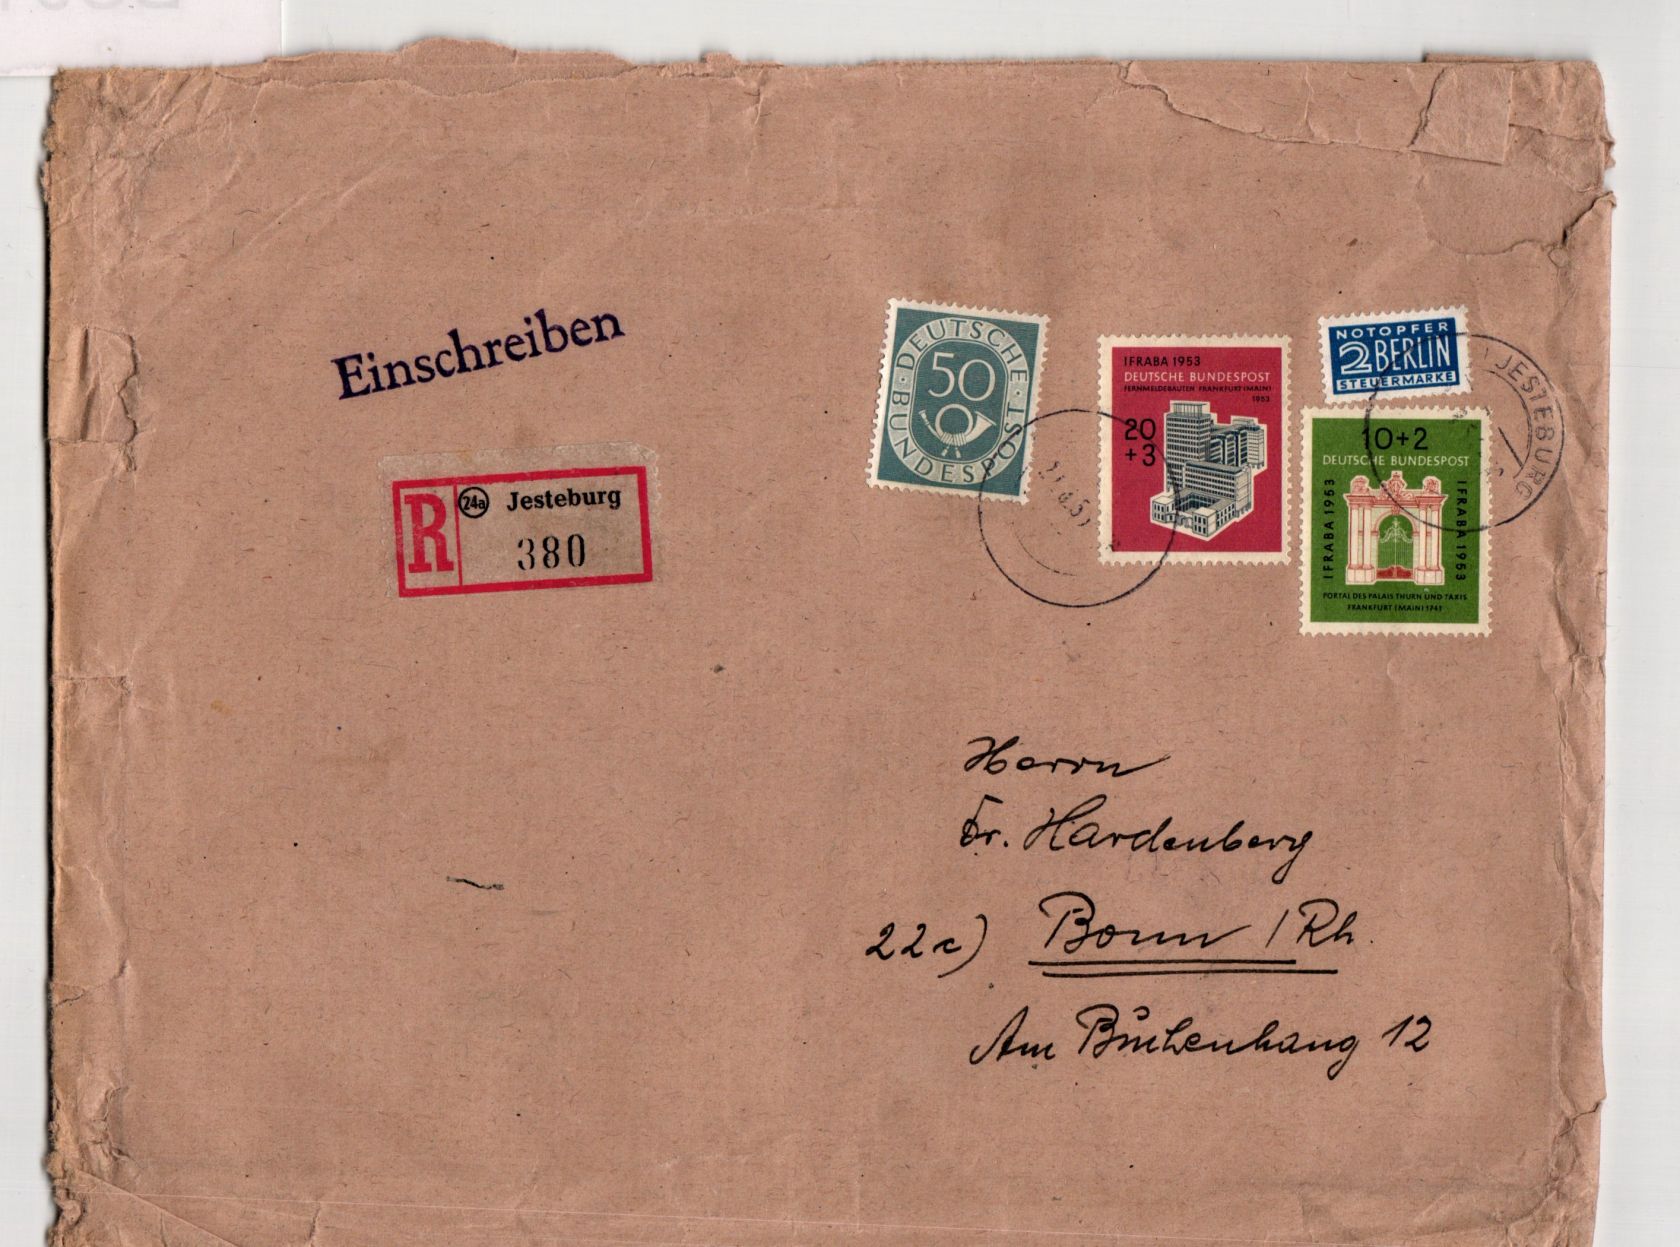 Einschreiben
R
24a Jesteburg
380
DEUTSCHE BUNDESPOST
50
IFRABA 1953
DEUTSCHE BUNDESPOST
FERNMELDEBAUTEN FRANKFURT (MAIN)
1953
20
+3
NOTOPFER
2 BERLIN
STEUERMARKE
JESTEBURG
10+2
DEUTSCHE BUNDESPOST
IFRABA 1953
IFRABA 1953
PORTAL DES PALAIS THURN UND TAXIS
FRANKFURT (MAIN) 1741
Herrn
Dr. Hardenberg
22c) Bonn / Rh.
Am Buchenhang 12